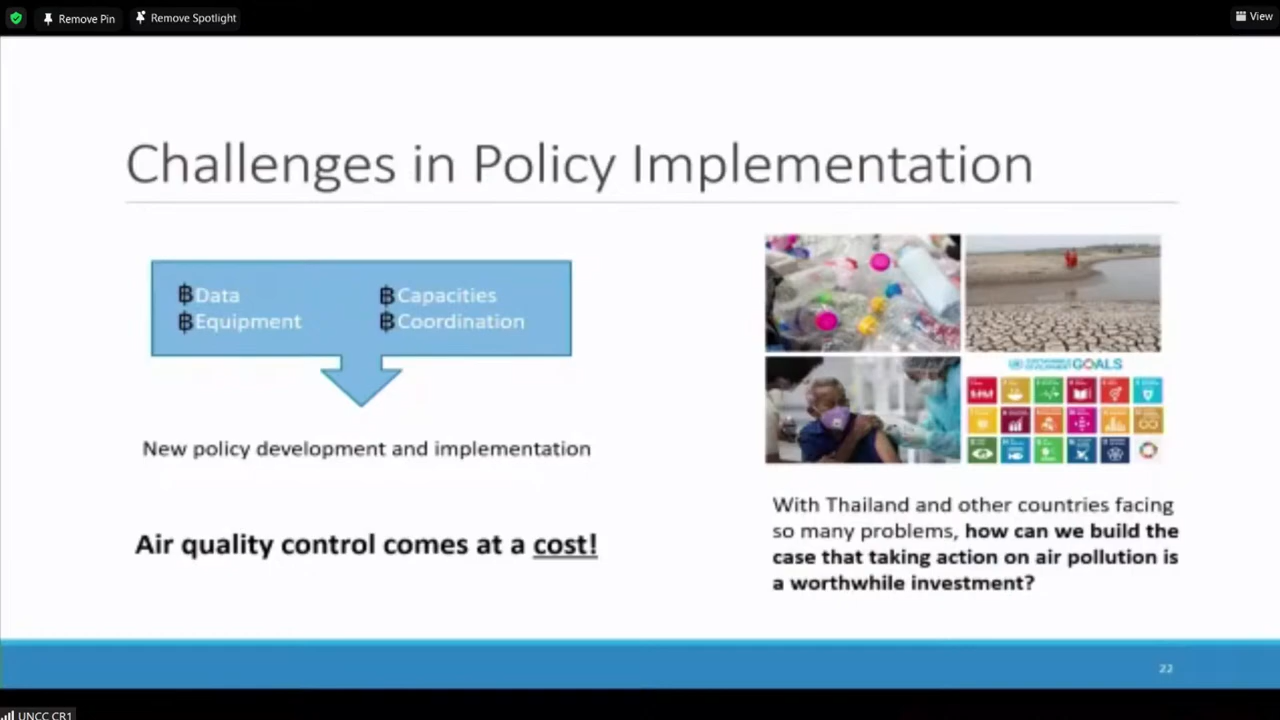 Remove Pin
Remove Spotlight
View
Challenges in Policy Implementation
฿Data
฿Equipment
฿Capacities
฿Coordination
New policy development and implementation
Air quality control comes at a cost!
GOALS
With Thailand and other countries facing
so many problems, how can we build the
case that taking action on air pollution is
a worthwhile investment?
22
UNCC CR1